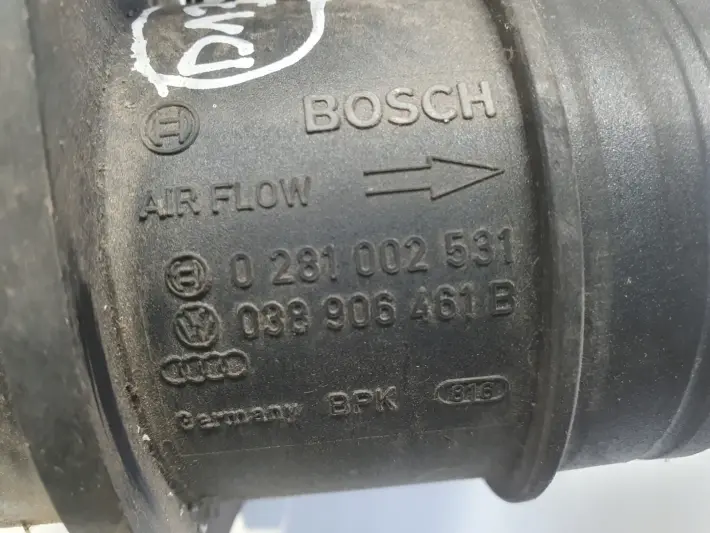 BOSCH
AIR FLOW
0 281 002 531
038 906 461 B
Germany BPK 816